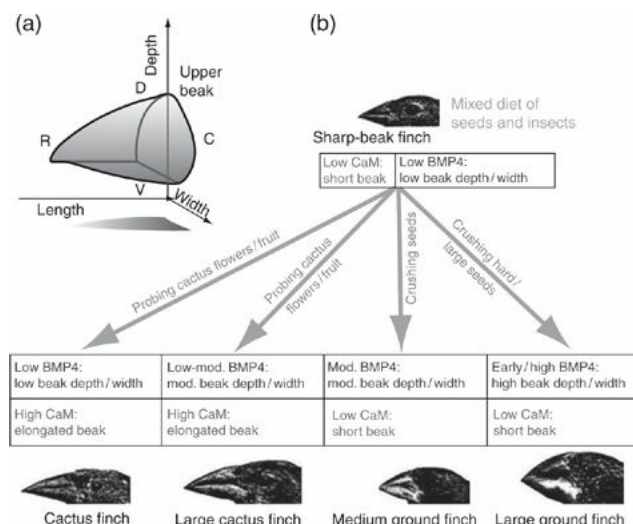 (a)
Depth
D
Upper
beak
R
C
V
Width
Length
(b)
Mixed diet of
seeds and insects
Sharp-beak finch
Low CaM:
short beak
Low BMP4:
low beak depth/width
Probing cactus flowers/fruit
Probing cactus
flowers/fruit
Crushing seeds
Crushing hard/
large seeds
Low BMP4:
low beak depth/width
Low-mod. BMP4:
mod. beak depth/width
Mod. BMP4:
mod. beak depth/width
Early/high BMP4:
high beak depth/width
High CaM:
elongated beak
High CaM:
elongated beak
Low CaM:
short beak
Low CaM:
short beak
Cactus finch
Large cactus finch
Medium ground finch
Large ground finch